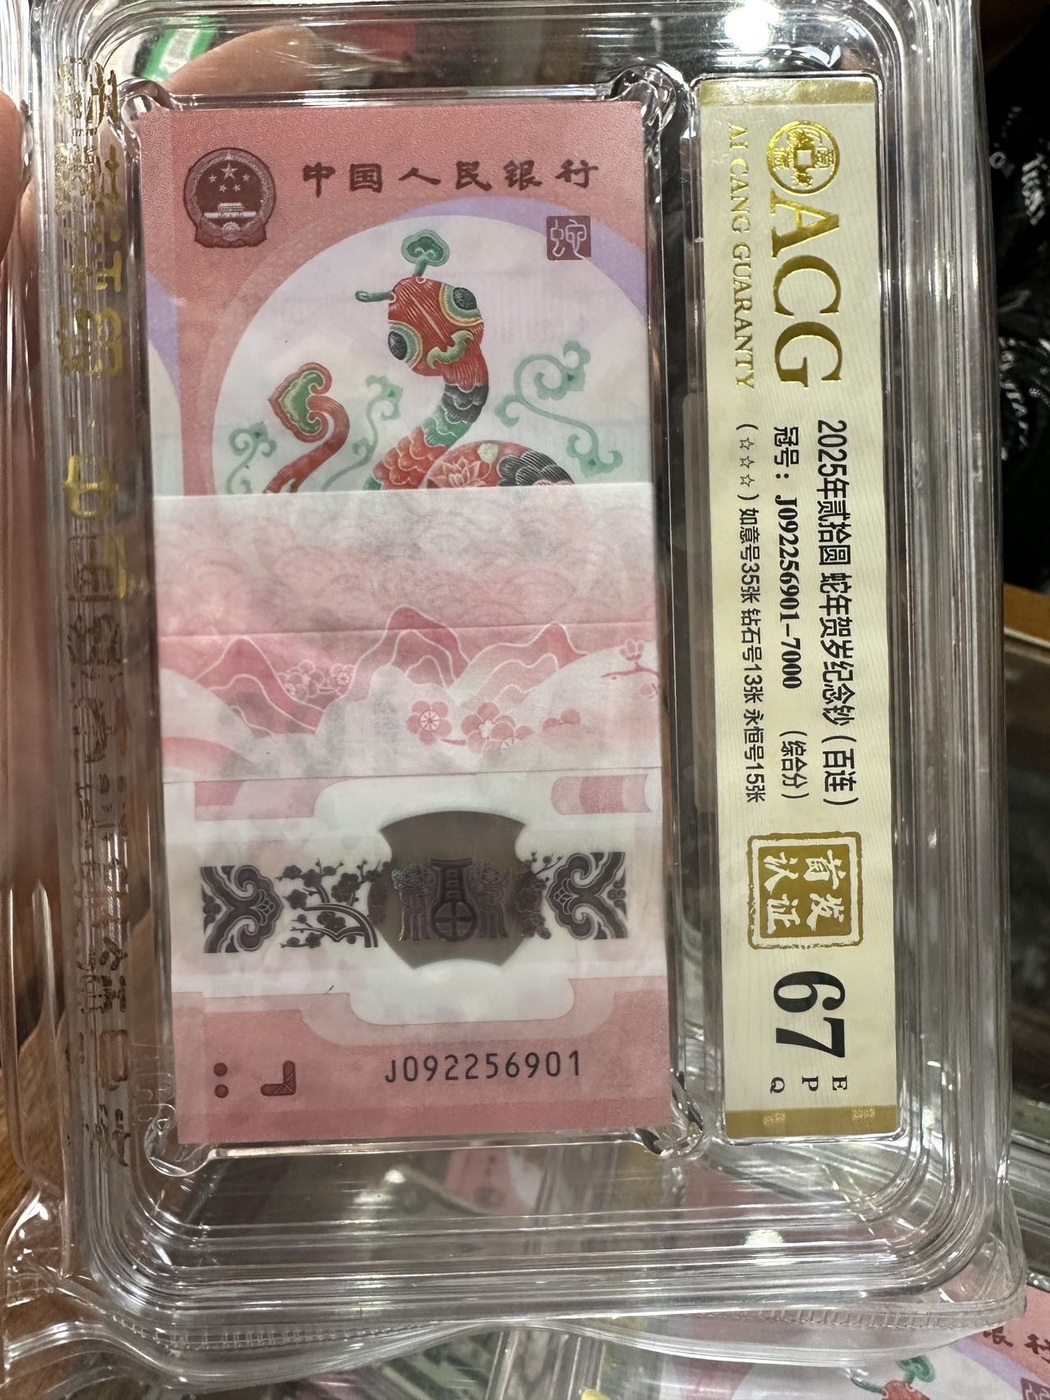 中国人民银行
蛇
J092256901
ACG
AI CANG GUARANTY
2025年贰拾圆 蛇年贺岁纪念钞（百连）
冠号：J092256901-7000 （综合分）
（☆☆☆）如意号35张 钻石号13张 永恒号15张
首发
认证
67
E
P
Q